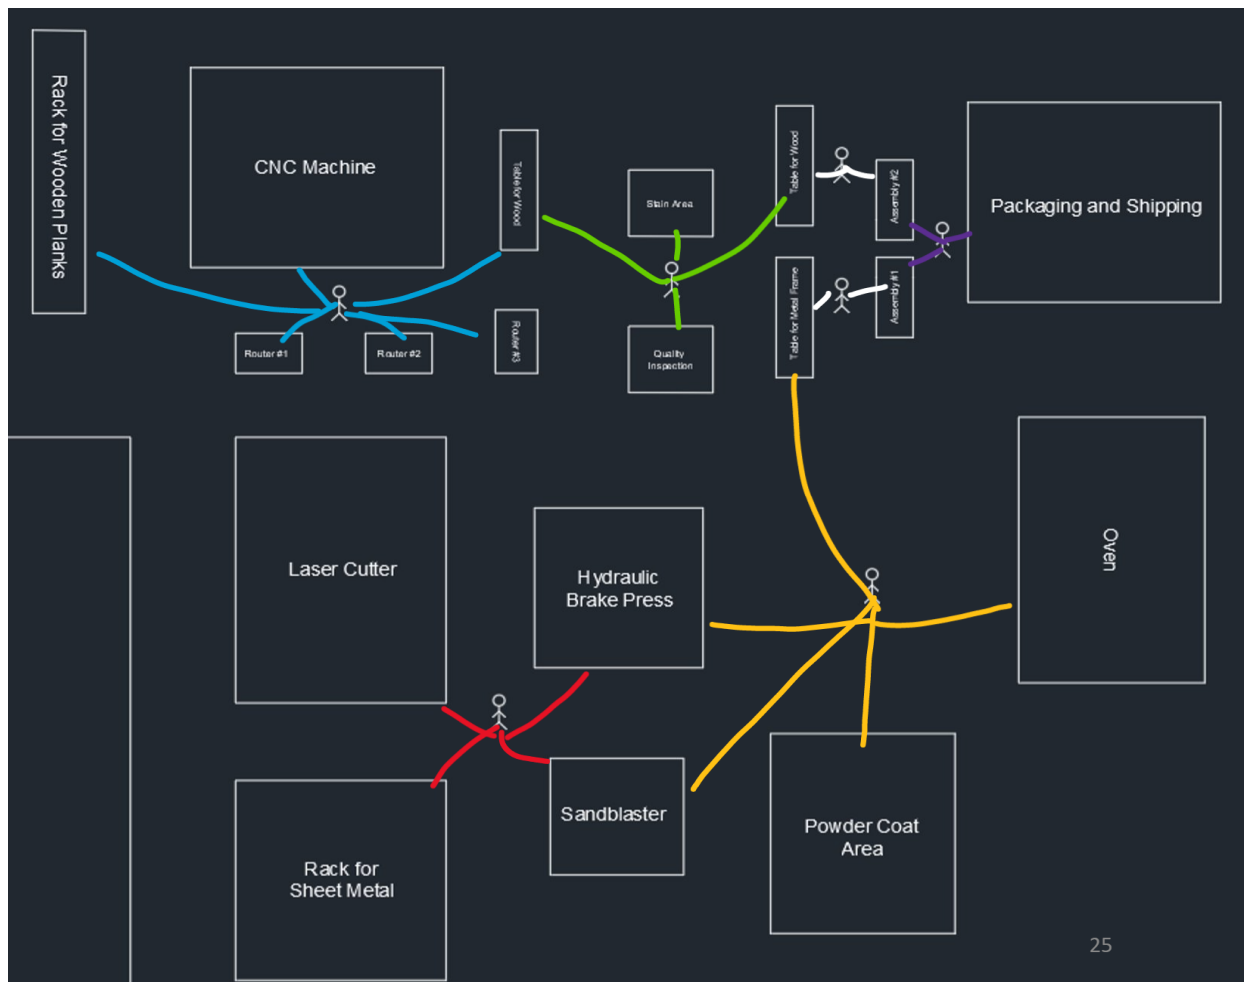 Rack for Wooden Planks
CNC Machine
Table for Wood
Stain Area
Table for Wood
Assembly #2
Packaging and Shipping
Router #1
Router #2
Router #3
Quality
Inspection
Table for Metal Frame
Assembly #1
Laser Cutter
Hydraulic
Brake Press
Oven
Sandblaster
Powder Coat
Area
Rack for
Sheet Metal
25